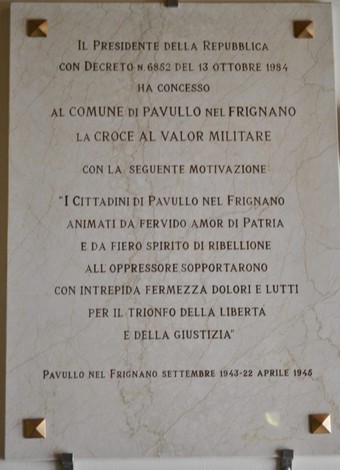 Il Presidente della Repubblica
con Decreto n. 6852 del 13 ottobre 1984
ha concesso
al Comune di Pavullo nel Frignano
la Croce al Valor Militare
con la seguente motivazione
"I Cittadini di Pavullo nel Frignano
animati da fervido amor di Patria
e da fiero spirito di ribellione
all oppressore sopportarono
con intrepida fermezza dolori e lutti
per il trionfo della libertà
e della giustizia"
Pavullo nel Frignano settembre 1943-22 aprile 1945